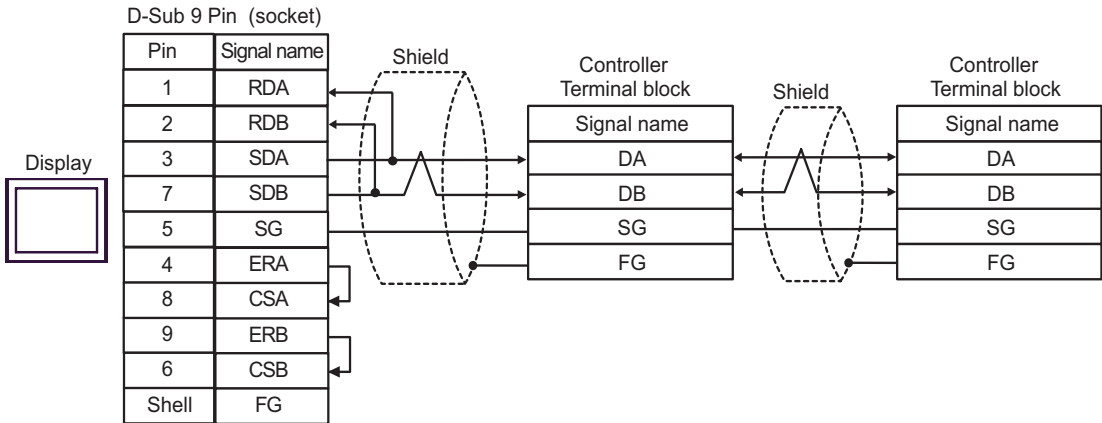 D-Sub 9 Pin (socket)
Pin Signal name
1 RDA
2 RDB
3 SDA
7 SDB
5 SG
4 ERA
8 CSA
9 ERB
6 CSB
Shell FG
Display
Shield
Controller
Terminal block
Signal name
DA
DB
SG
FG
Shield
Controller
Terminal block
Signal name
DA
DB
SG
FG